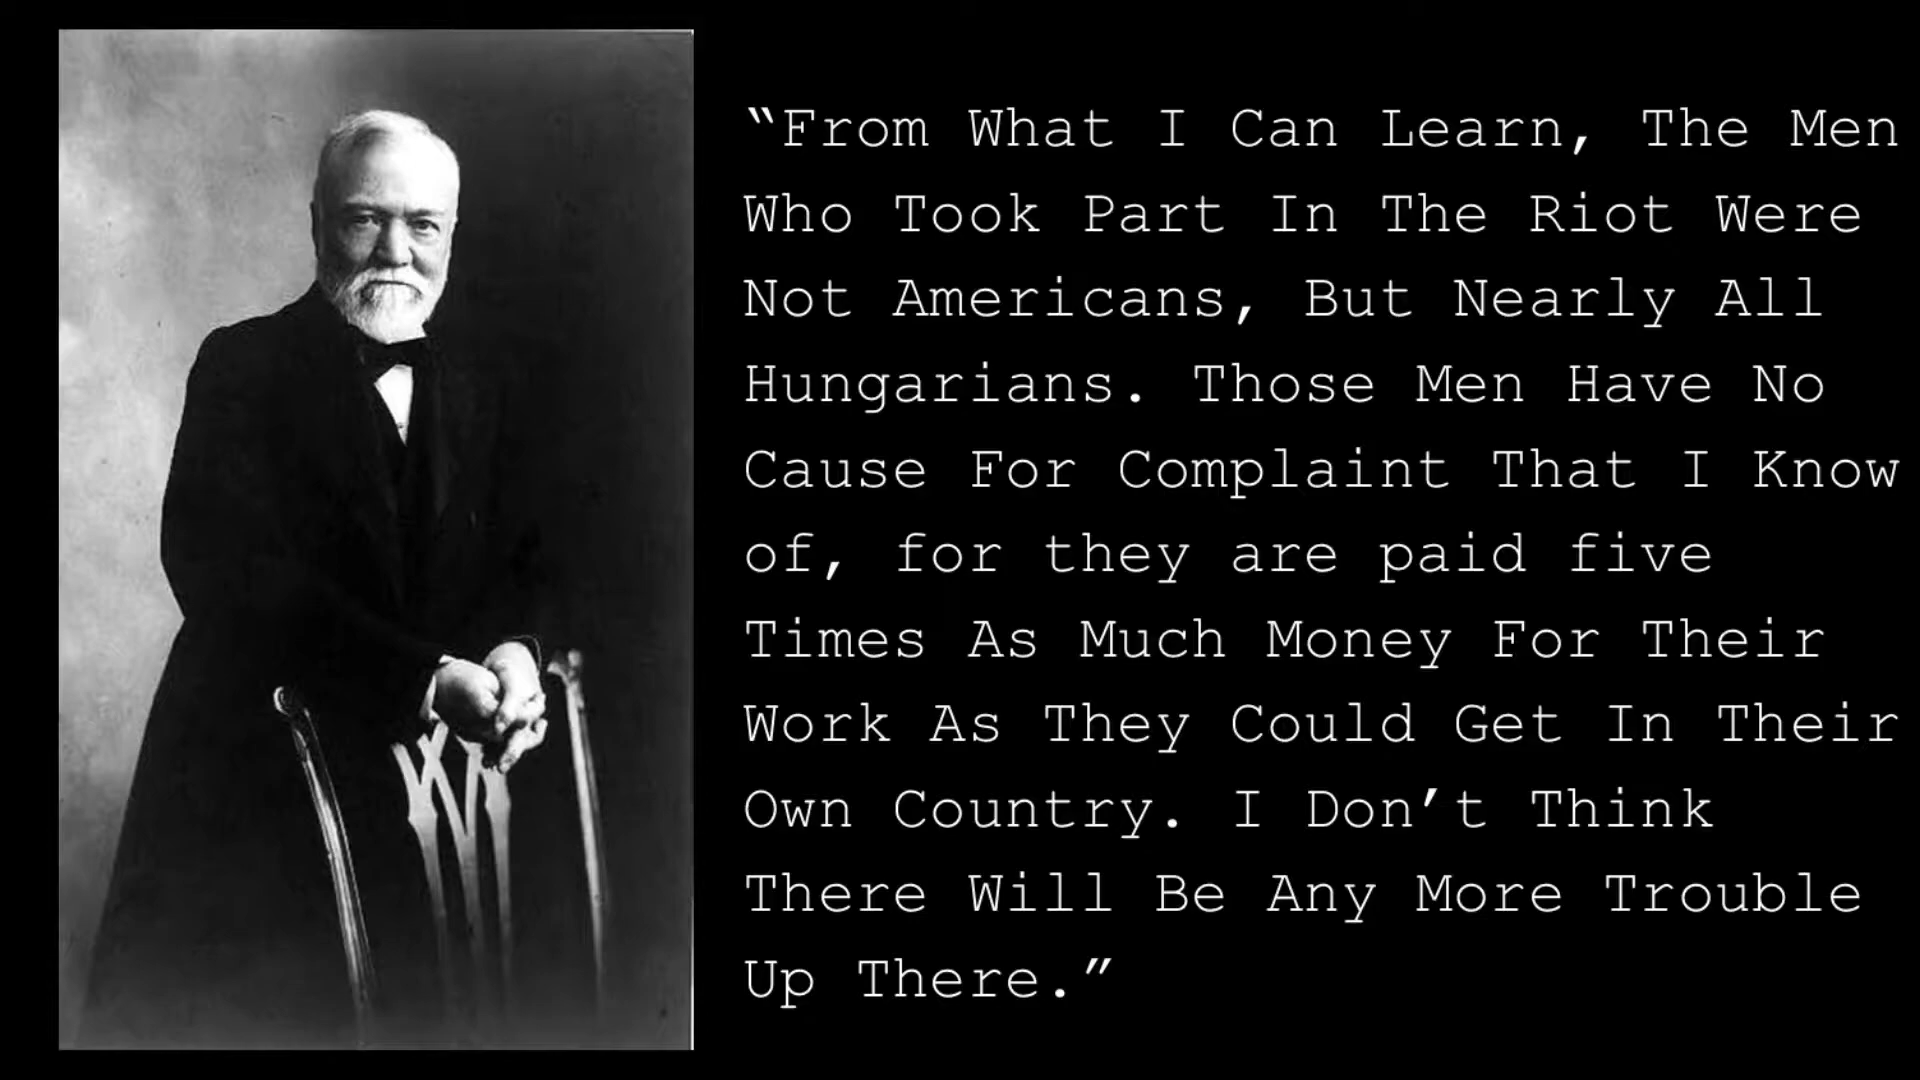 “From What I Can Learn, The Men
Who Took Part In The Riot Were
Not Americans, But Nearly All
Hungarians. Those Men Have No
Cause For Complaint That I Know
of, for they are paid five
Times As Much Money For Their
Work As They Could Get In Their
Own Country. I Don’t Think
There Will Be Any More Trouble
Up There.”